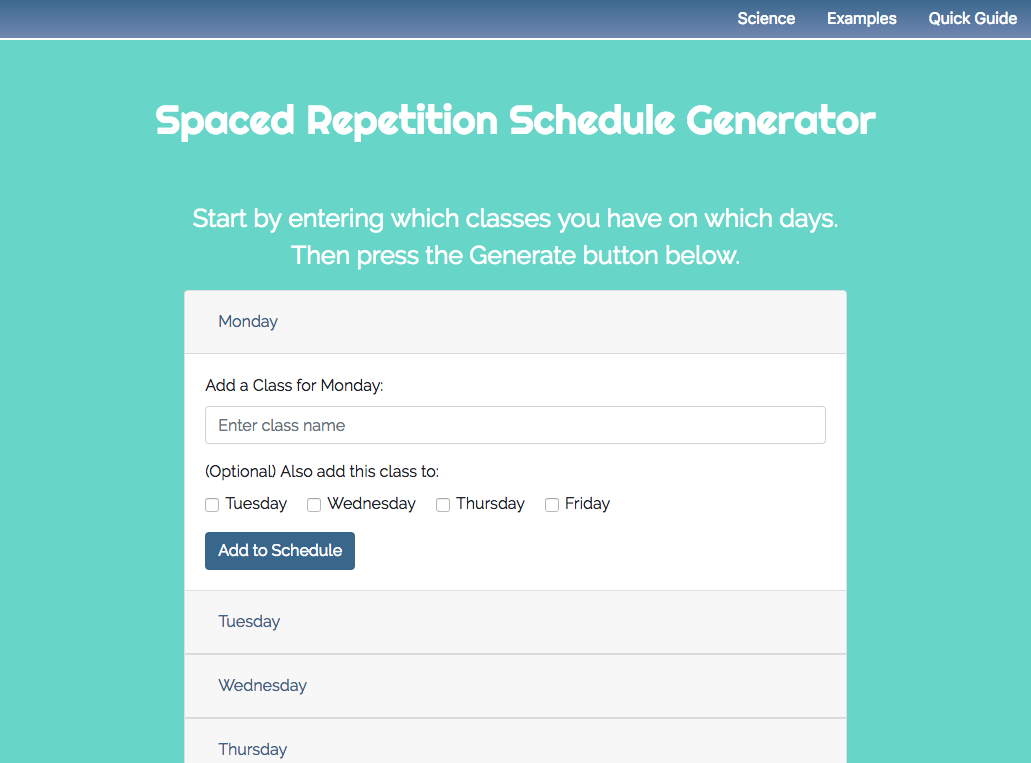 Science Examples Quick Guide
Spaced Repetition Schedule Generator
Start by entering which classes you have on which days.
Then press the Generate button below.
Monday
Add a Class for Monday:
Enter class name
(Optional) Also add this class to:
Tuesday Wednesday Thursday Friday
Add to Schedule
Tuesday
Wednesday
Thursday